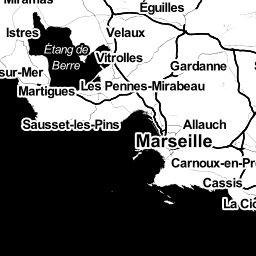 Miramas
Éguilles
Istres
Velaux
Étang de
Berre
Vitrolles
Gardanne
sur-Mer
Martigues
Les Pennes-Mirabeau
Sausset-les-Pins
Allauch
Marseille
Carnoux-en-Pr
Cassis
La Cio